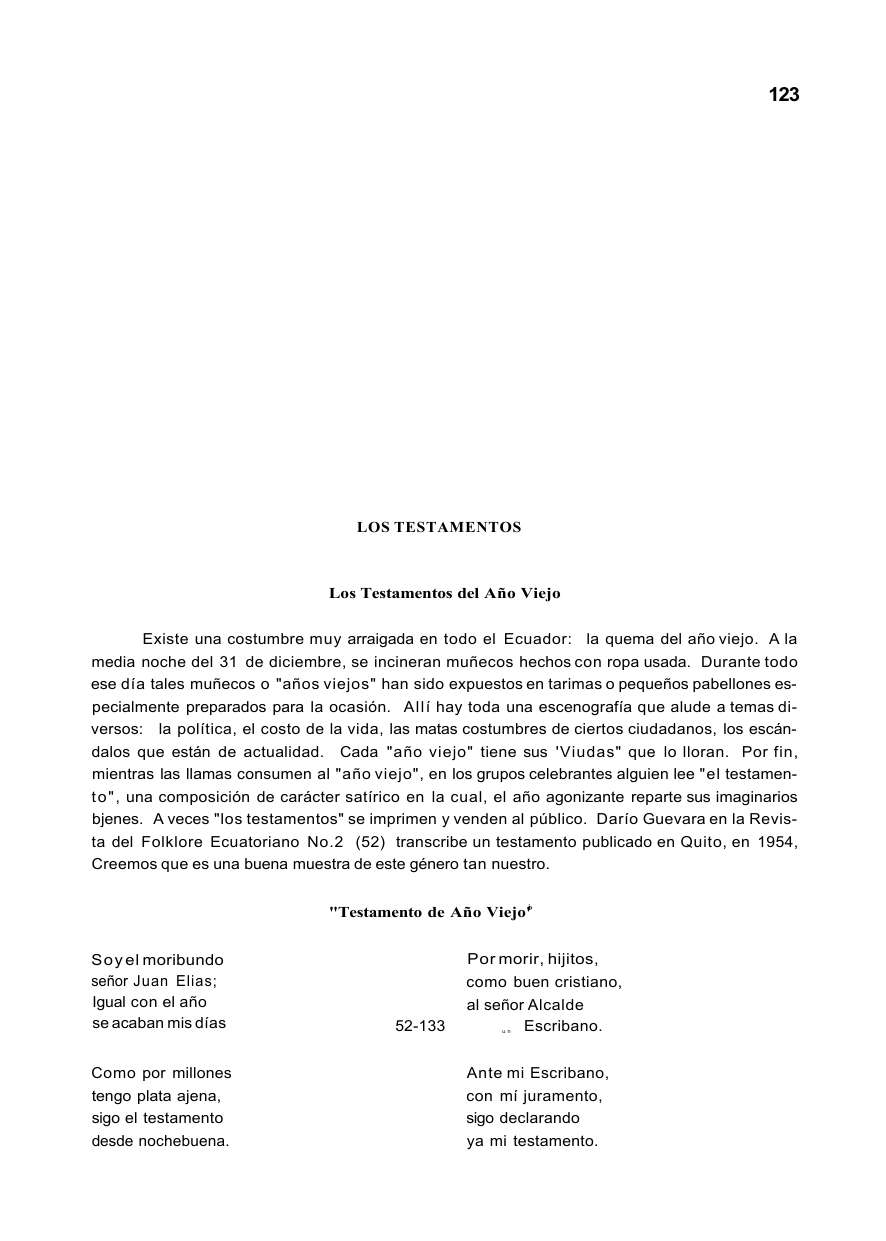 123
LOS TESTAMENTOS
Los Testamentos del Año Viejo
Existe una costumbre muy arraigada en todo el Ecuador: la quema del año viejo. A la
media noche del 31 de diciembre, se incineran muñecos hechos con ropa usada. Durante todo
ese día tales muñecos o "años viejos" han sido expuestos en tarimas o pequeños pabellones es-
pecialmente preparados para la ocasión. Allí hay toda una escenografía que alude a temas di-
versos: la política, el costo de la vida, las matas costumbres de ciertos ciudadanos, los escán-
dalos que están de actualidad. Cada "año viejo" tiene sus 'Viudas" que lo lloran. Por fin,
mientras las llamas consumen al "año viejo", en los grupos celebrantes alguien lee "el testamen-
to", una composición de carácter satírico en la cual, el año agonizante reparte sus imaginarios
bjenes. A veces "los testamentos" se imprimen y venden al público. Darío Guevara en la Revis-
ta del Folklore Ecuatoriano No.2 (52) transcribe un testamento publicado en Quito, en 1954,
Creemos que es una buena muestra de este género tan nuestro.
"Testamento de Año Viejo"
Soy el moribundo
señor Juan Elias;
Igual con el año
se acaban mis días
52-133
Como por millones
tengo plata ajena,
sigo el testamento
desde nochebuena.
Por morir, hijitos,
como buen cristiano,
al señor Alcalde
Escribano.
Ante mi Escribano,
con mí juramento,
sigo declarando
ya mi testamento.